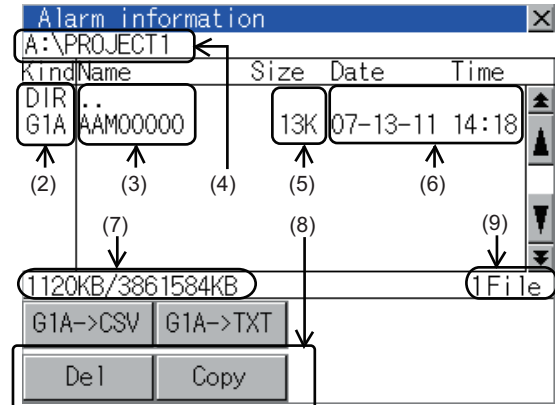 Alarm information
A:\PROJECT1
Kind Name Size Date Time
DIR ..
G1A AAM00000 13K 07-13-11 14:18
(2) (3) (4) (5) (6)
(7) (8) (9)
1120KB/3861584KB 1File
G1A->CSV G1A->TXT
Del Copy